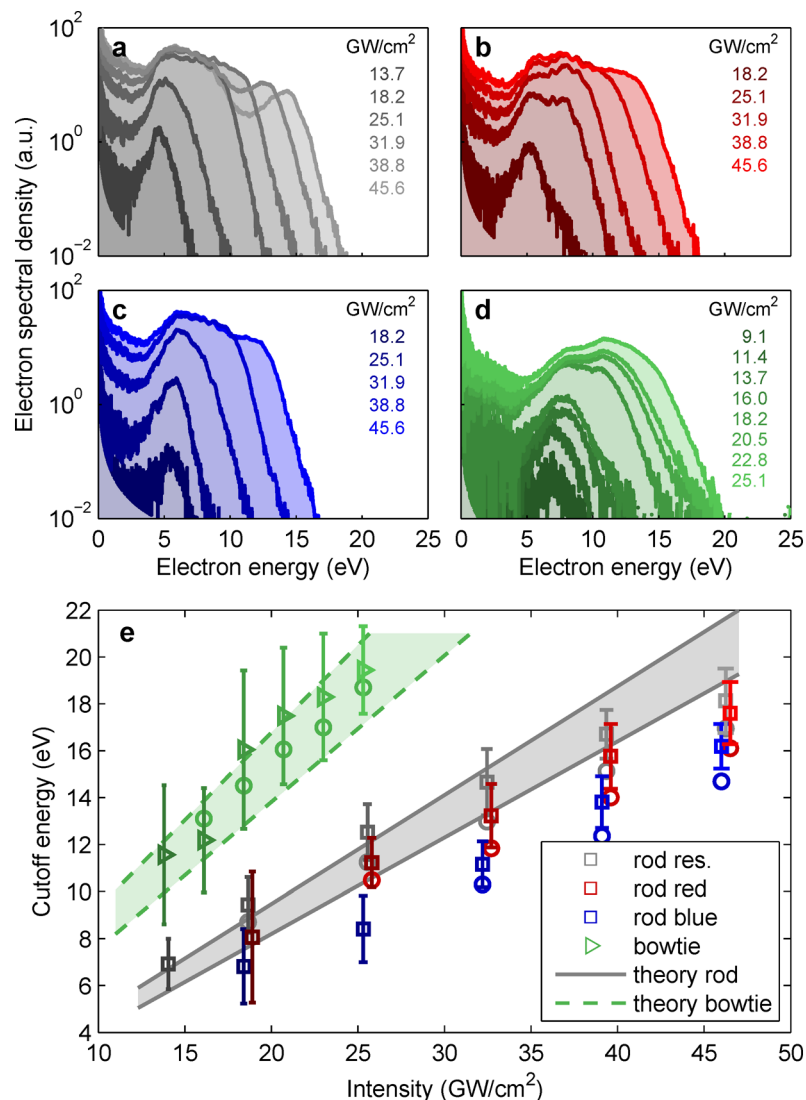 a
GW/cm²
13.7
18.2
25.1
31.9
38.8
45.6
b
GW/cm²
18.2
25.1
31.9
38.8
45.6
10²
10⁰
10⁻²
Electron spectral density (a.u.)
c
GW/cm²
18.2
25.1
31.9
38.8
45.6
d
GW/cm²
9.1
11.4
13.7
16.0
18.2
20.5
22.8
25.1
10²
10⁰
10⁻²
0 5 10 15 20 25
Electron energy (eV)
0 5 10 15 20 25
Electron energy (eV)
e
22
20
18
16
14
12
10
8
6
4
Cutoff energy (eV)
rod res.
rod red
rod blue
bowtie
theory rod
theory bowtie
10 15 20 25 30 35 40 45 50
Intensity (GW/cm²)